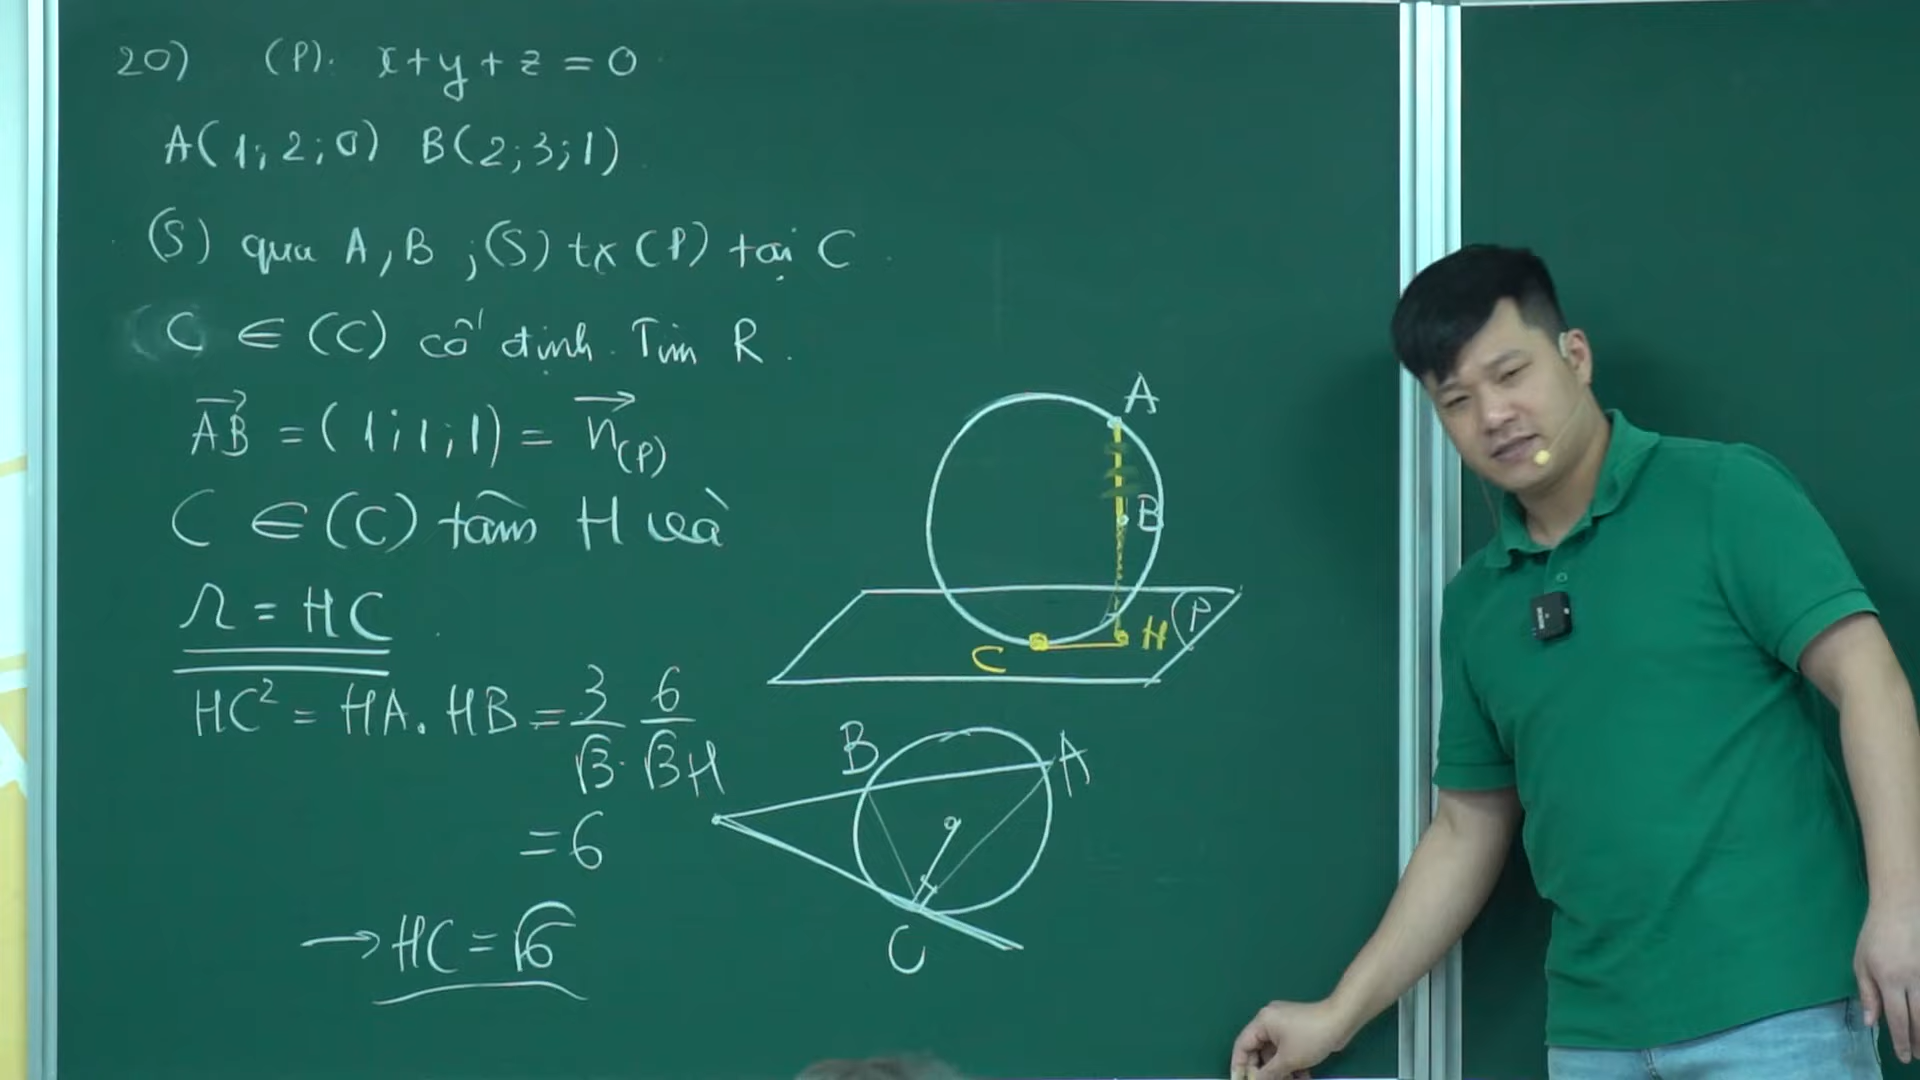 20) (P). x+y+z=0
A(1;2;0) B(2;3;1)
(S) qua A,B ;(S) tx (P) tại C
C ∈ (C) cố định. Tìm R.
→AB = (1;1;1) = →n(P)
C ∈ (C) tâm H và
r = HC
HC² = HA. HB = 3/√3 . 6/√3
= 6
→ HC = √6
A
B
H
C
(P
B
A
H
C